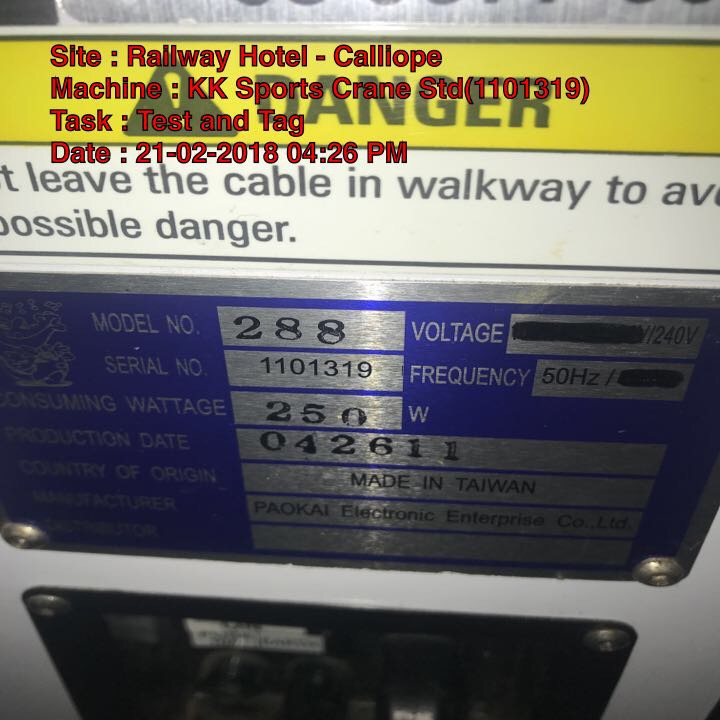 Site : Railway Hotel - Calliope
Machine : KK Sports Crane Std(1101319)
Task : Test and Tag
Date : 21-02-2018 04:26 PM
DANGER
leave the cable in walkway to
possible danger.
MODEL NO. 288 VOLTAGE V/240V
SERIAL NO. 1101319 FREQUENCY 50Hz /
CONSUMING WATTAGE 250 W
PRODUCTION DATE 042611
COUNTRY OF ORIGIN MADE IN TAIWAN
MANUFACTURER PAOKAI Electronic Enterprise Co.,Ltd.
DISTRIBUTOR